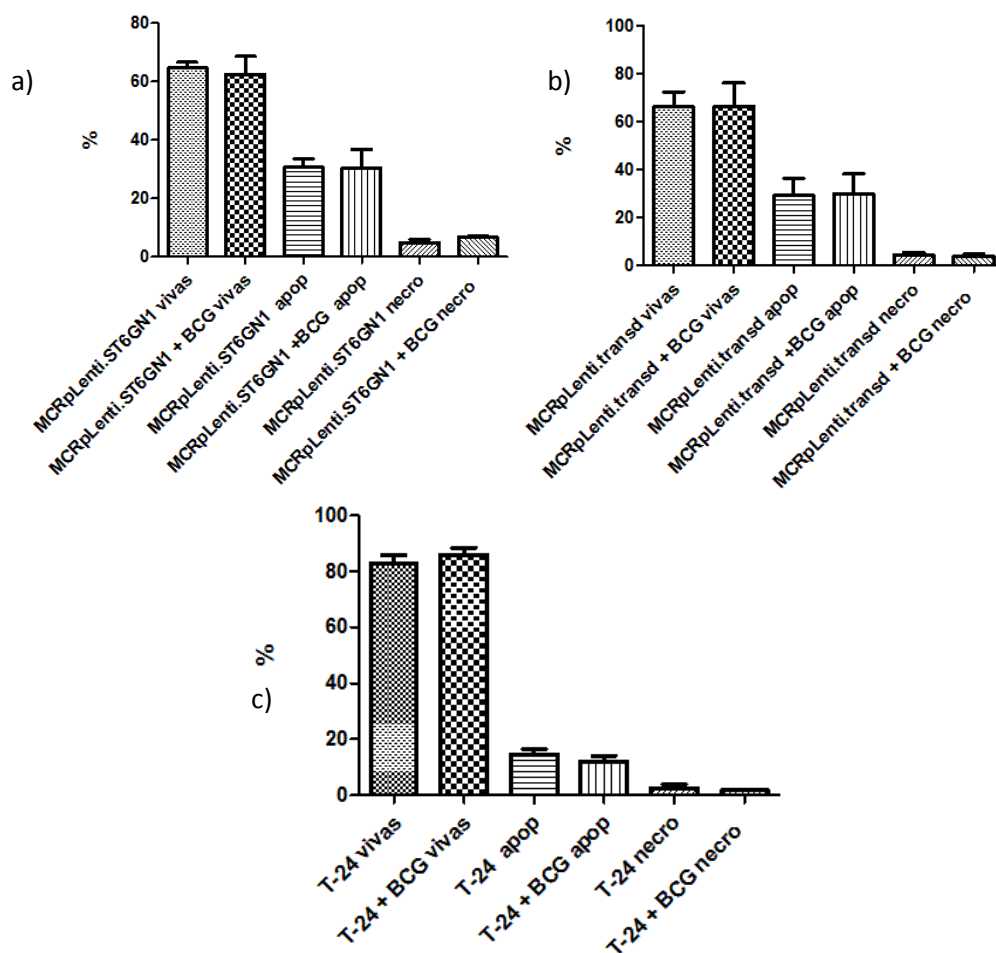 a)
%
80
60
40
20
0
MCRpLenti.ST6GN1 vivas
MCRpLenti.ST6GN1 + BCG vivas
MCRpLenti.ST6GN1 apop
MCRpLenti.ST6GN1 +BCG apop
MCRpLenti.ST6GN1 necro
MCRpLenti.ST6GN1 + BCG necro
b)
%
100
80
60
40
20
0
MCRpLenti.transd vivas
MCRpLenti.transd + BCG vivas
MCRpLenti.transd apop
MCRpLenti.transd +BCG apop
MCRpLenti.transd necro
MCRpLenti.transd + BCG necro
c)
%
100
80
60
40
20
0
T-24 vivas
T-24 + BCG vivas
T-24 apop
T-24 + BCG apop
T-24 necro
T-24 + BCG necro